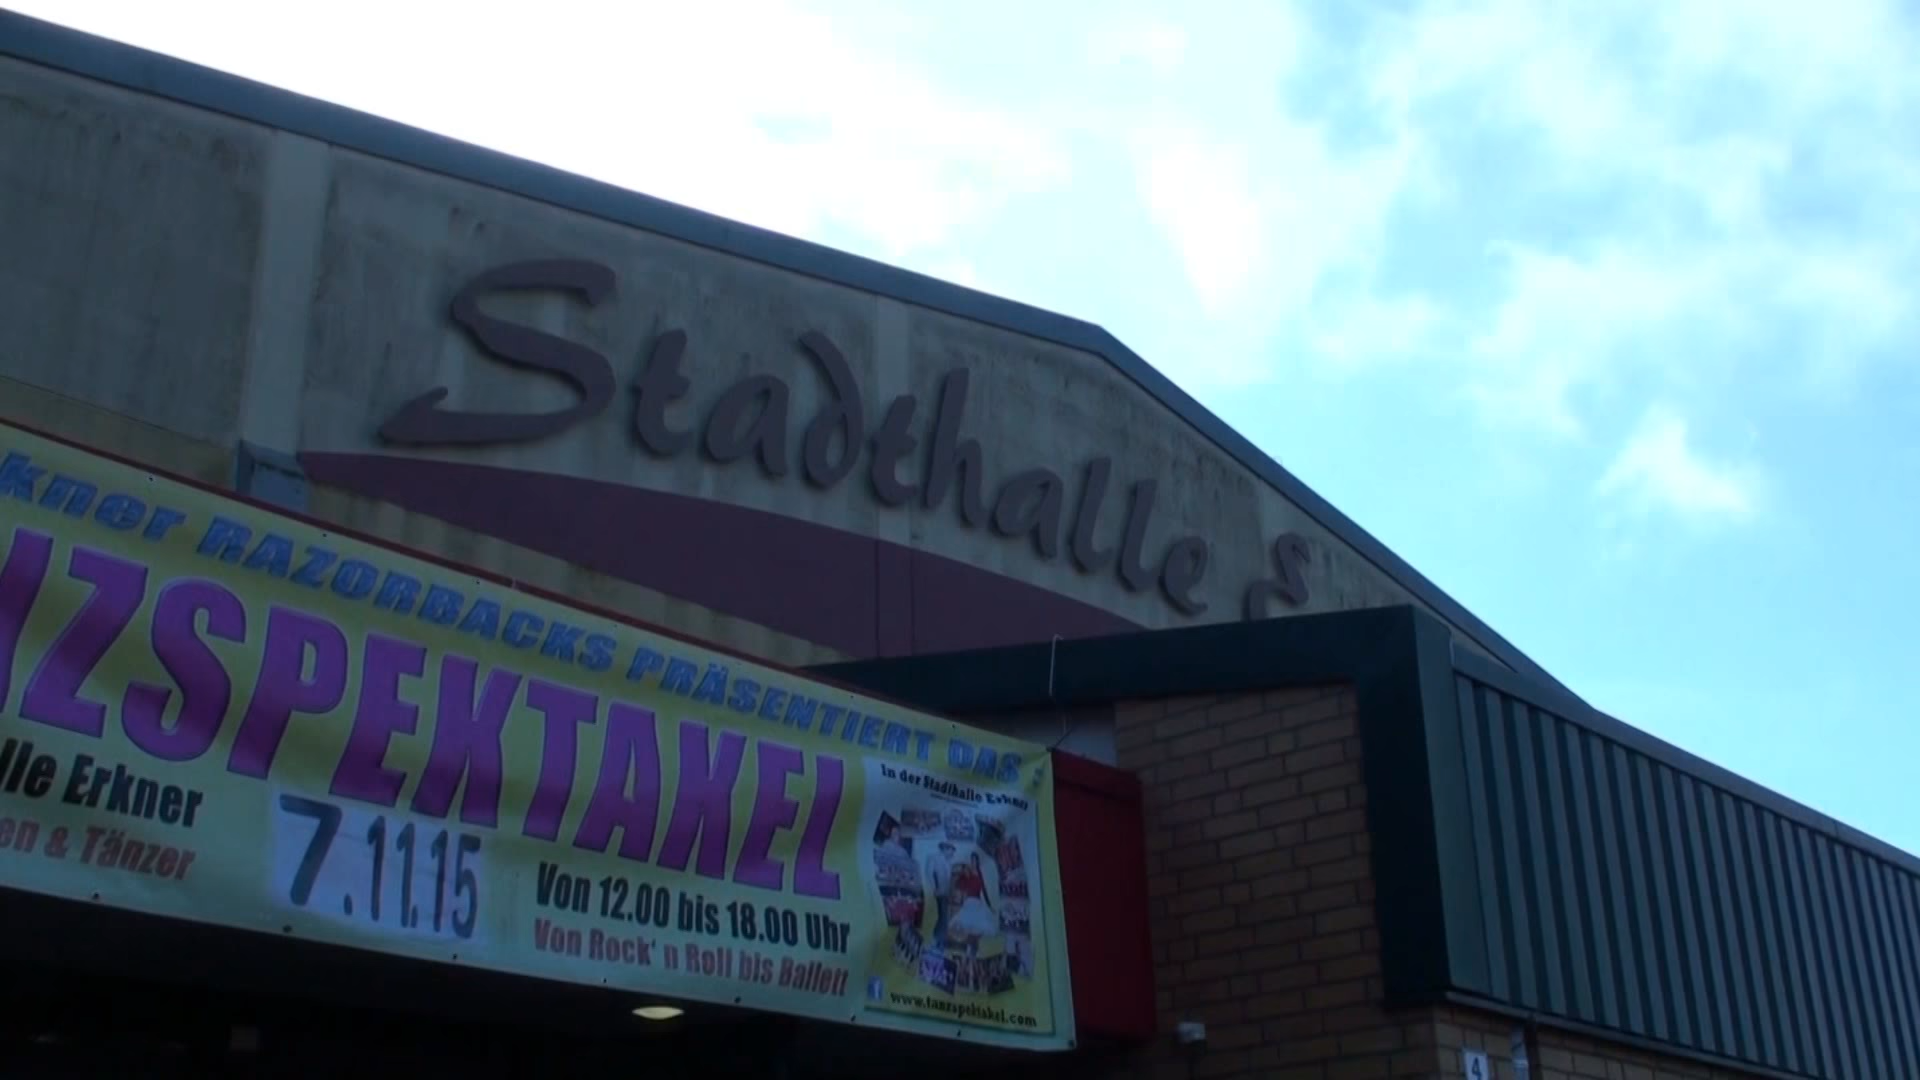 Stadthalle E
kner RAZORBACKS PRÄSENTIERT DAS
NZSPEKTAKEL
lle Erkner
en & Tänzer
7.11.15
Von 12.00 bis 18.00 Uhr
Von Rock'n Roll bis Ballett
In der Stadthalle Erkner
f www.tanzspektakel.com
4